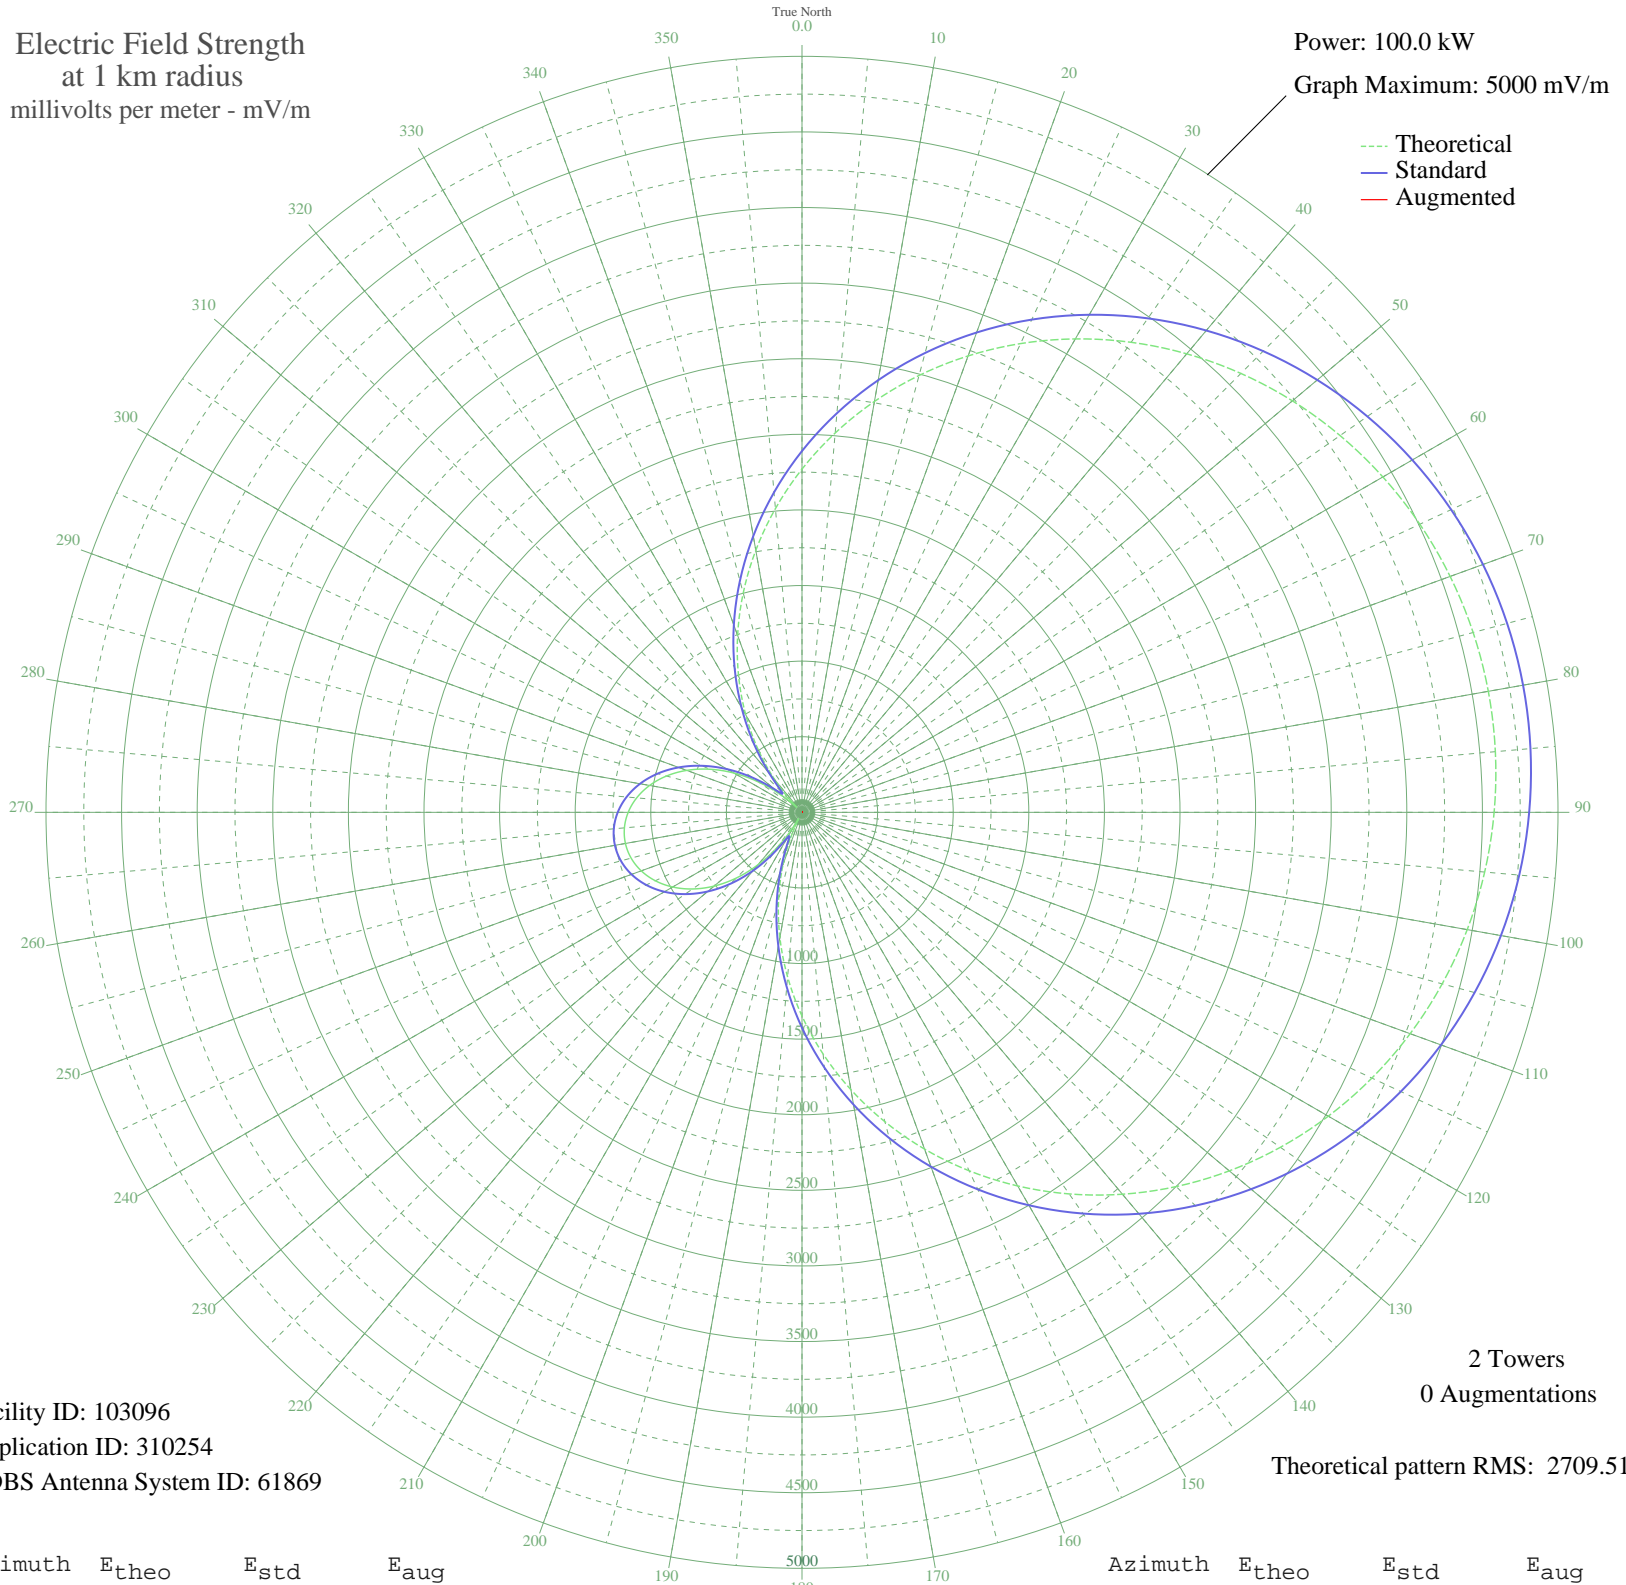 True North
0.0
Electric Field Strength
at 1 km radius
millivolts per meter - mV/m
Power: 100.0 kW
Graph Maximum: 5000 mV/m
Theoretical
Standard
Augmented
10
20
30
40
50
60
70
80
90
100
110
120
130
140
150
160
170
190
200
210
220
230
240
250
260
270
280
290
300
310
320
330
340
350
1000
1500
2000
2500
3000
3500
4000
4500
5000
2 Towers
0 Augmentations
Theoretical pattern RMS: 2709.51
cility ID: 103096
plication ID: 310254
DBS Antenna System ID: 61869
imuth Etheo Estd Eaug
Azimuth Etheo Estd Eaug